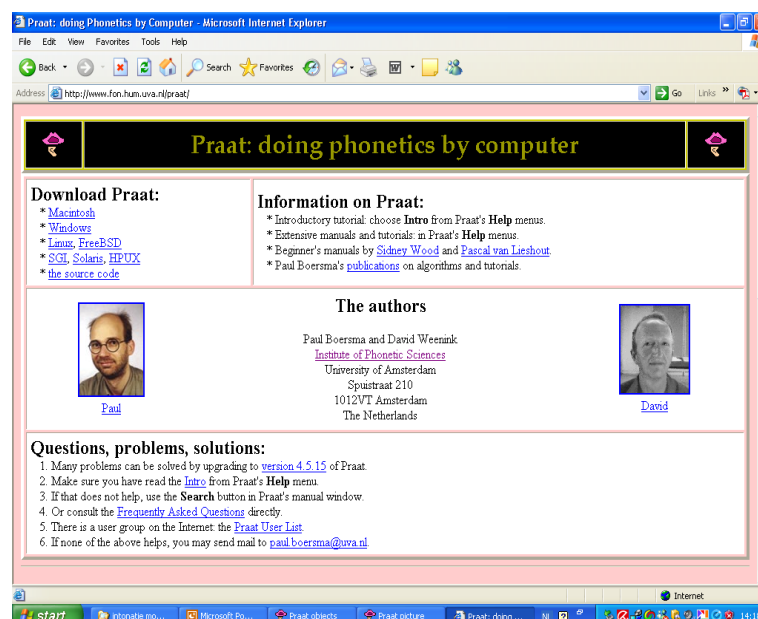 Praat: doing Phonetics by Computer - Microsoft Internet Explorer
File Edit View Favorites Tools Help
Back Search Favorites
Address http://www.fon.hum.uva.nl/praat/ Go Links »
Praat: doing phonetics by computer
Download Praat:
* Macintosh
* Windows
* Linux, FreeBSD
* SGI, Solaris, HPUX
* the source code
Information on Praat:
* Introductory tutorial: choose Intro from Praat's Help menus.
* Extensive manuals and tutorials: in Praat's Help menus.
* Beginner's manuals by Sidney Wood and Pascal van Lieshout.
* Paul Boersma's publications on algorithms and tutorials.
The authors
Paul Boersma and David Weenink
Institute of Phonetic Sciences
University of Amsterdam
Spuistraat 210
1012VT Amsterdam
The Netherlands
Paul
David
Questions, problems, solutions:
1. Many problems can be solved by upgrading to version 4.5.15 of Praat.
2. Make sure you have read the Intro from Praat's Help menu.
3. If that does not help, use the Search button in Praat's manual window.
4. Or consult the Frequently Asked Questions directly.
5. There is a user group on the Internet: the Praat User List.
6. If none of the above helps, you may send mail to paul.boersma@uva.nl.
Internet
start intonatie mo... Microsoft Po... Praat objects Praat picture Praat: doing ... NL